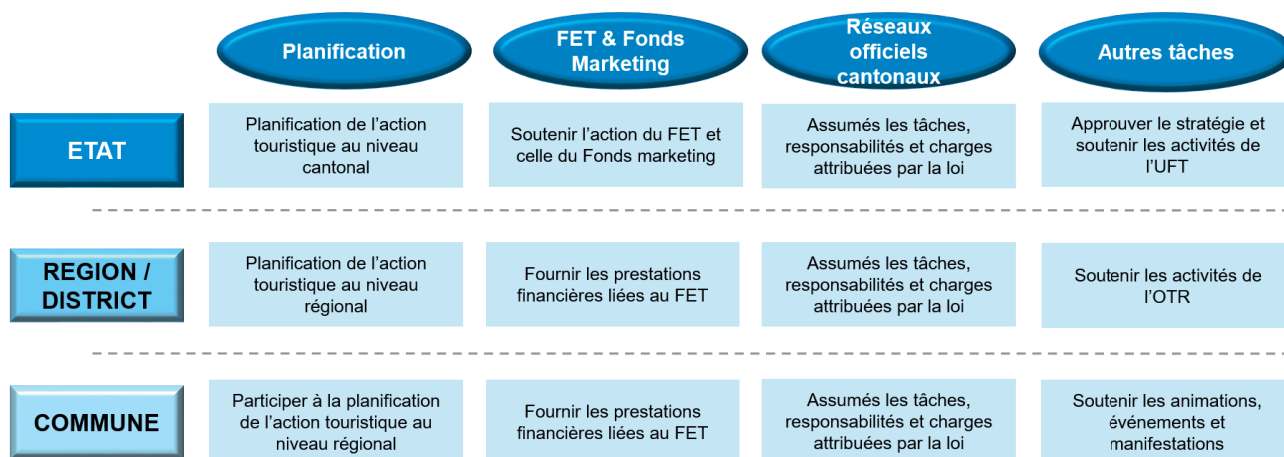 Planification
FET & Fonds
Marketing
Réseaux
officiels
cantonaux
Autres tâches
ETAT
Planification de l'action
touristique au niveau
cantonal
Soutenir l'action du FET et
celle du Fonds marketing
Assumés les tâches,
responsabilités et charges
attribuées par la loi
Approuver le stratégie et
soutenir les activités de
l'UFT
REGION /
DISTRICT
Planification de l'action
touristique au niveau
régional
Fournir les prestations
financières liées au FET
Assumés les tâches,
responsabilités et charges
attribuées par la loi
Soutenir les activités de
l'OTR
COMMUNE
Participer à la planification
de l'action touristique au
niveau régional
Fournir les prestations
financières liées au FET
Assumés les tâches,
responsabilités et charges
attribuées par la loi
Soutenir les animations,
événements et
manifestations